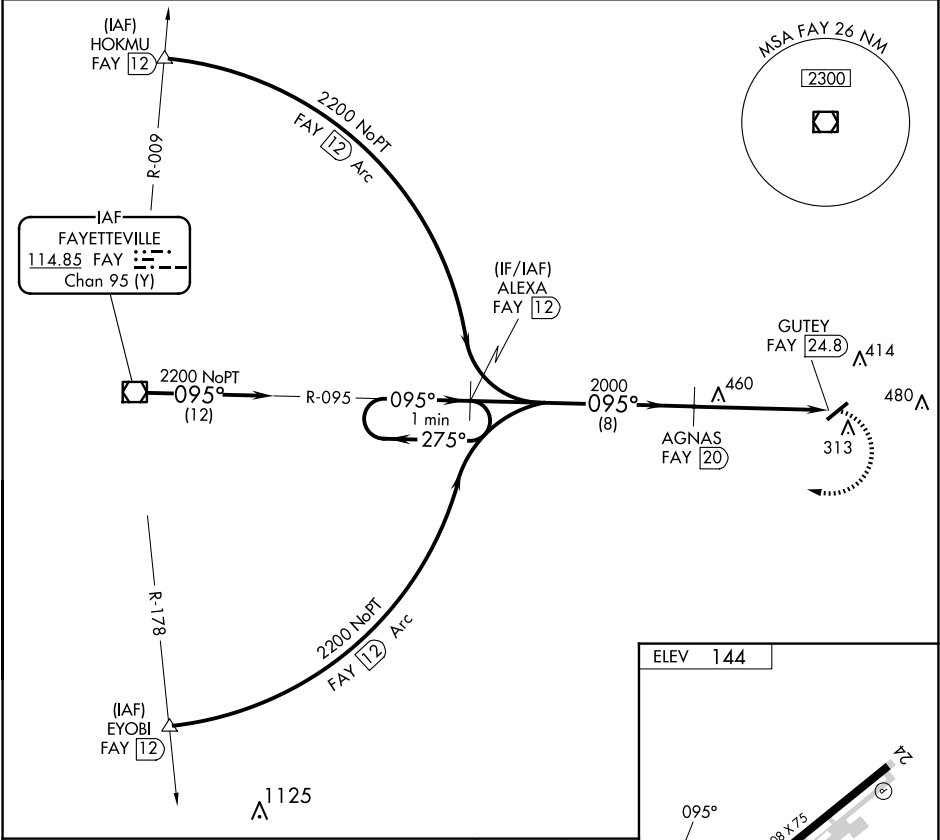 (IAF)
HOKMU
FAY 12
R-009
2200 NoPT
FAY 12 Arc
MSA FAY 26 NM
2300
IAF
FAYETTEVILLE
114.85 FAY
Chan 95 (Y)
(IF/IAF)
ALEXA
FAY 12
GUTEY
FAY 24.8
414
2200 NoPT
095°
(12)
R-095
095°
1 min
275°
2000
095°
(8)
460
480
AGNAS
FAY 20
313
R-178
2200 NoPT
FAY 12 Arc
(IAF)
EYOBI
FAY 12
1125
ELEV 144
24
P
095°
08 X 75